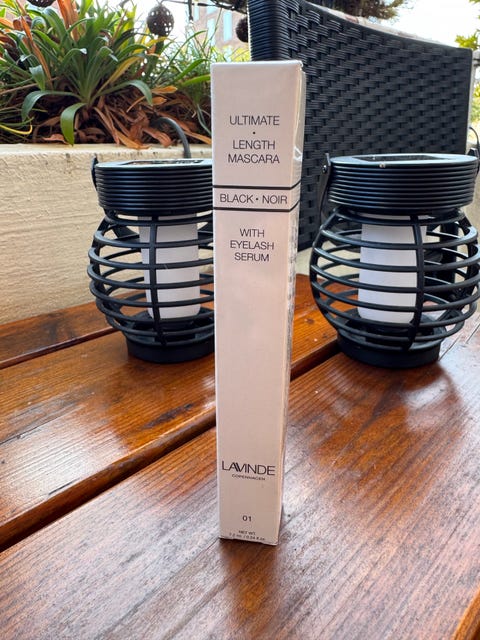 ULTIMATE
•
LENGTH
MASCARA
BLACK • NOIR
WITH
EYELASH
SERUM
LAVINDE
COPENHAGEN
01
NET WT.